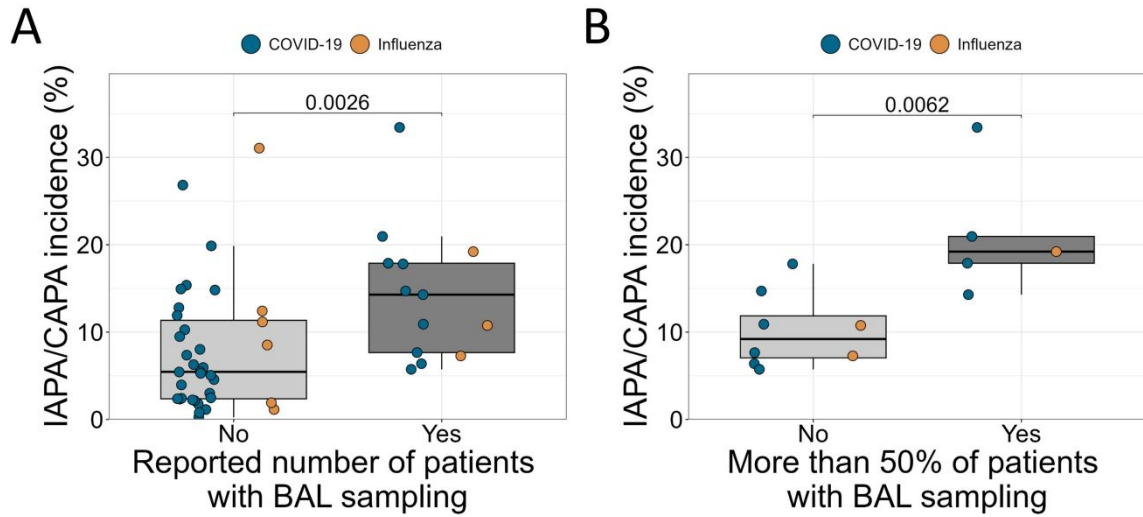 A
COVID-19 Influenza
IAPA/CAPA incidence (%)
0.0026
30
20
10
0
No Yes
Reported number of patients
with BAL sampling
B
COVID-19 Influenza
IAPA/CAPA incidence (%)
0.0062
30
20
10
0
No Yes
More than 50% of patients
with BAL sampling